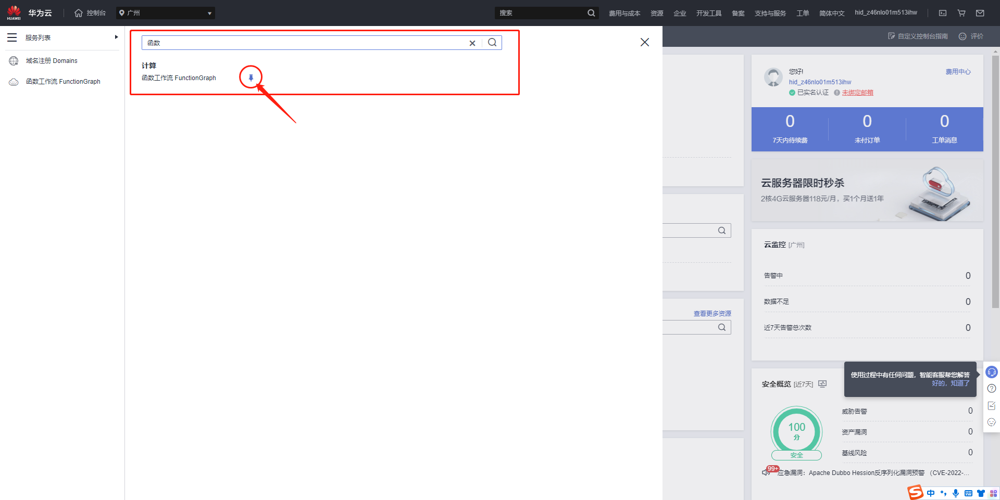 HUAWEI
华为云
控制台
广州
搜索
费用与成本
资源
企业
开发工具
备案
支持与服务
工单
简体中文
hid_z46nlo01m513ihw
服务列表
域名注册 Domains
函数工作流 FunctionGraph
函数
计算
函数工作流 FunctionGraph
自定义控制台指南
评价
您好!
费用中心
hid_z46nlo01m513ihw
已实名认证
未绑定邮箱
0
0
0
7天内待续费
未付订单
工单消息
云服务器限时秒杀
2核4G云服务器118元/月，买1个月送1年
云监控 [广州]
告警中 0
数据不足 0
近7天告警总次数 0
查看更多资源
使用过程中有任何问题，智能客服帮您解答
好的，知道了
安全概览 [近7天]
100
分
安全
威胁告警 0
资产漏洞 0
基线风险 0
99+
应急漏洞：Apache Dubbo Hession反序列化漏洞预警 （CVE-2022-...
S 中